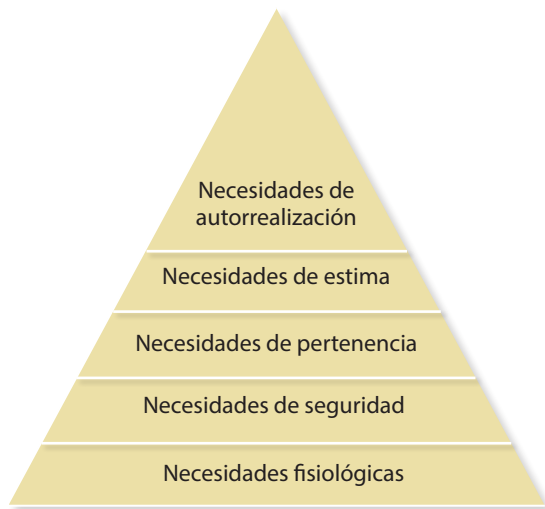 Necesidades de
autorrealización
Necesidades de estima
Necesidades de pertenencia
Necesidades de seguridad
Necesidades fisiológicas